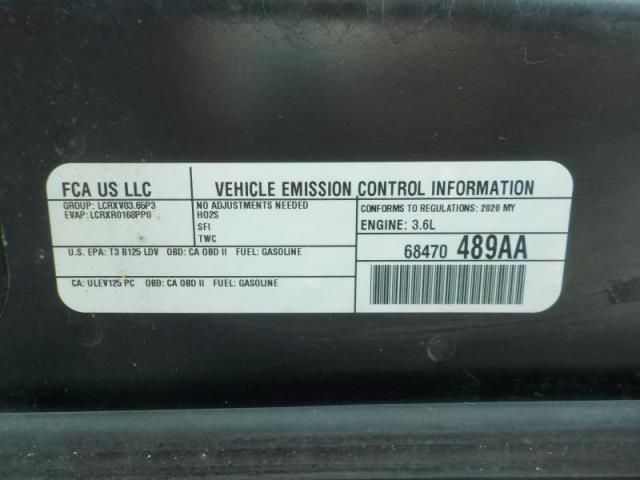 FCA US LLC
VEHICLE EMISSION CONTROL INFORMATION
GROUP: LCRXV03.65P3
EVAP: LCRXR0168PP0
NO ADJUSTMENTS NEEDED
HO2S
SFI
TWC
CONFORMS TO REGULATIONS: 2020 MY
ENGINE: 3.6L
U.S. EPA: T3 B125 LDV OBD: CA OBD II FUEL: GASOLINE
68470 489AA
CA: ULEV125 PC OBD: CA OBD II FUEL: GASOLINE